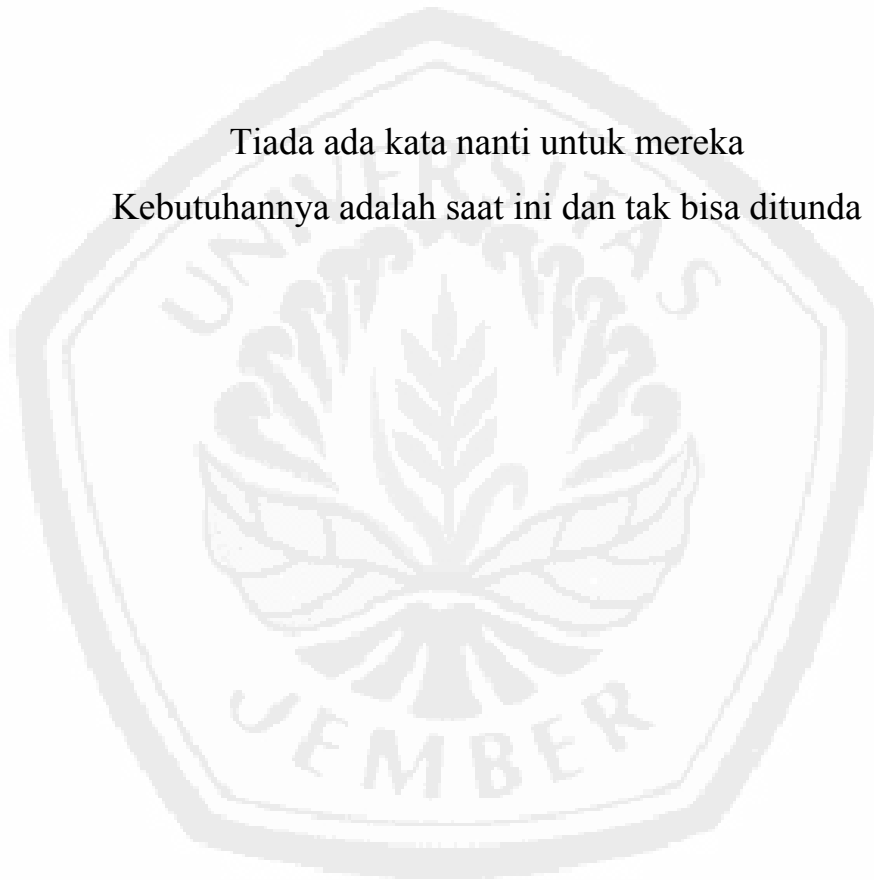 Tiada ada kata nanti untuk mereka
Kebutuhannya adalah saat ini dan tak bisa ditunda
UNIVERSITAS
JEMBER